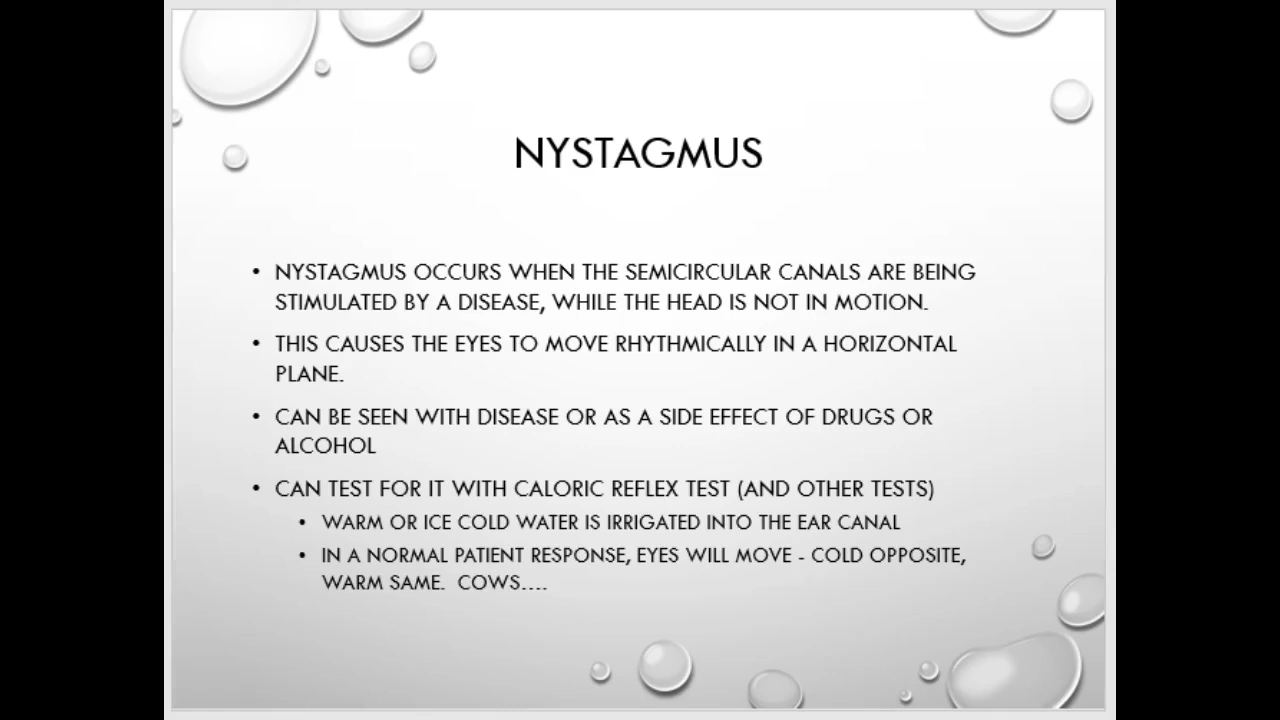 NYSTAGMUS
• NYSTAGMUS OCCURS WHEN THE SEMICIRCULAR CANALS ARE BEING
STIMULATED BY A DISEASE, WHILE THE HEAD IS NOT IN MOTION.
• THIS CAUSES THE EYES TO MOVE RHYTHMICALLY IN A HORIZONTAL
PLANE.
• CAN BE SEEN WITH DISEASE OR AS A SIDE EFFECT OF DRUGS OR
ALCOHOL
• CAN TEST FOR IT WITH CALORIC REFLEX TEST (AND OTHER TESTS)
• WARM OR ICE COLD WATER IS IRRIGATED INTO THE EAR CANAL
• IN A NORMAL PATIENT RESPONSE, EYES WILL MOVE - COLD OPPOSITE,
WARM SAME.  COWS....